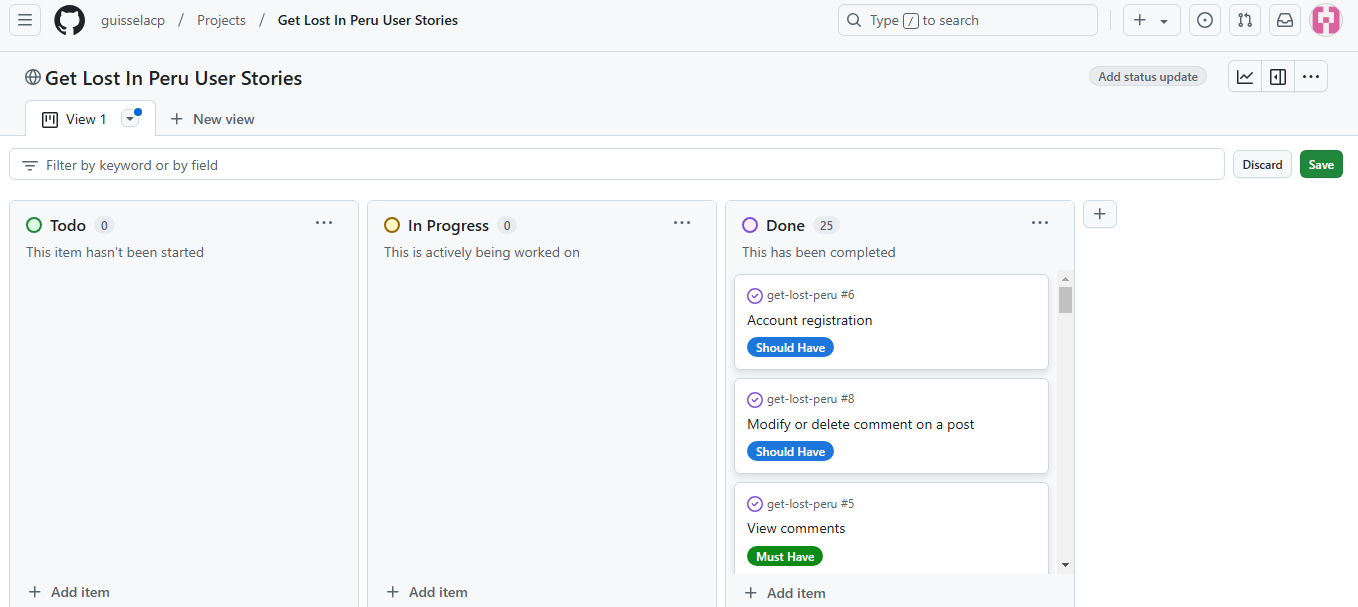 guisselacp / Projects / Get Lost In Peru User Stories
Type / to search
Get Lost In Peru User Stories
Add status update
View 1
New view
Filter by keyword or by field
Discard
Save
Todo 0
This item hasn't been started
Add item
In Progress 0
This is actively being worked on
Add item
Done 25
This has been completed
get-lost-peru #6
Account registration
Should Have
get-lost-peru #8
Modify or delete comment on a post
Should Have
get-lost-peru #5
View comments
Must Have
Add item